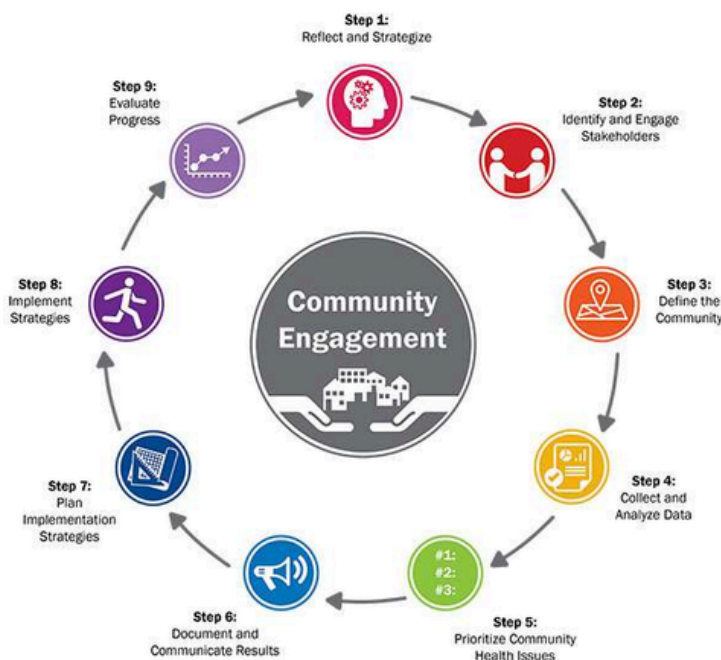 Step 1:
Reflect and Strategize
Step 2:
Identify and Engage
Stakeholders
Step 3:
Define the
Community
Step 4:
Collect and
Analyze Data
#1:
#2:
#3:
Step 5:
Prioritize Community
Health Issues
Step 6:
Document and
Communicate Results
Step 7:
Plan
Implementation
Strategies
Step 8:
Implement
Strategies
Step 9:
Evaluate
Progress
Community
Engagement